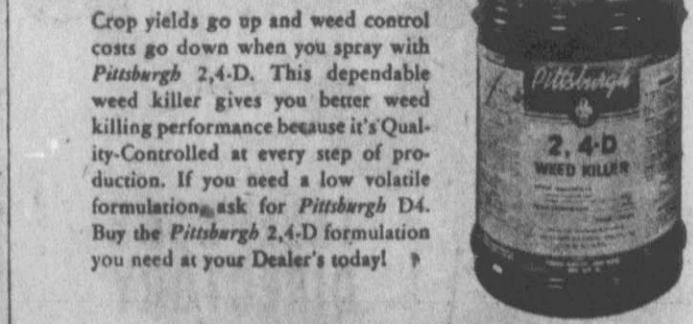 Crop yields go up and weed control
costs go down when you spray with
Pittsburgh 2,4-D. This dependable
weed killer gives you better weed
killing performance because it's Qual-
ity-Controlled at every step of pro-
duction. If you need a low volatile
formulation, ask for Pittsburgh D4.
Buy the Pittsburgh 2,4-D formulation
you need at your Dealer's today!
Pittsburgh
2,4-D
WEED KILLER